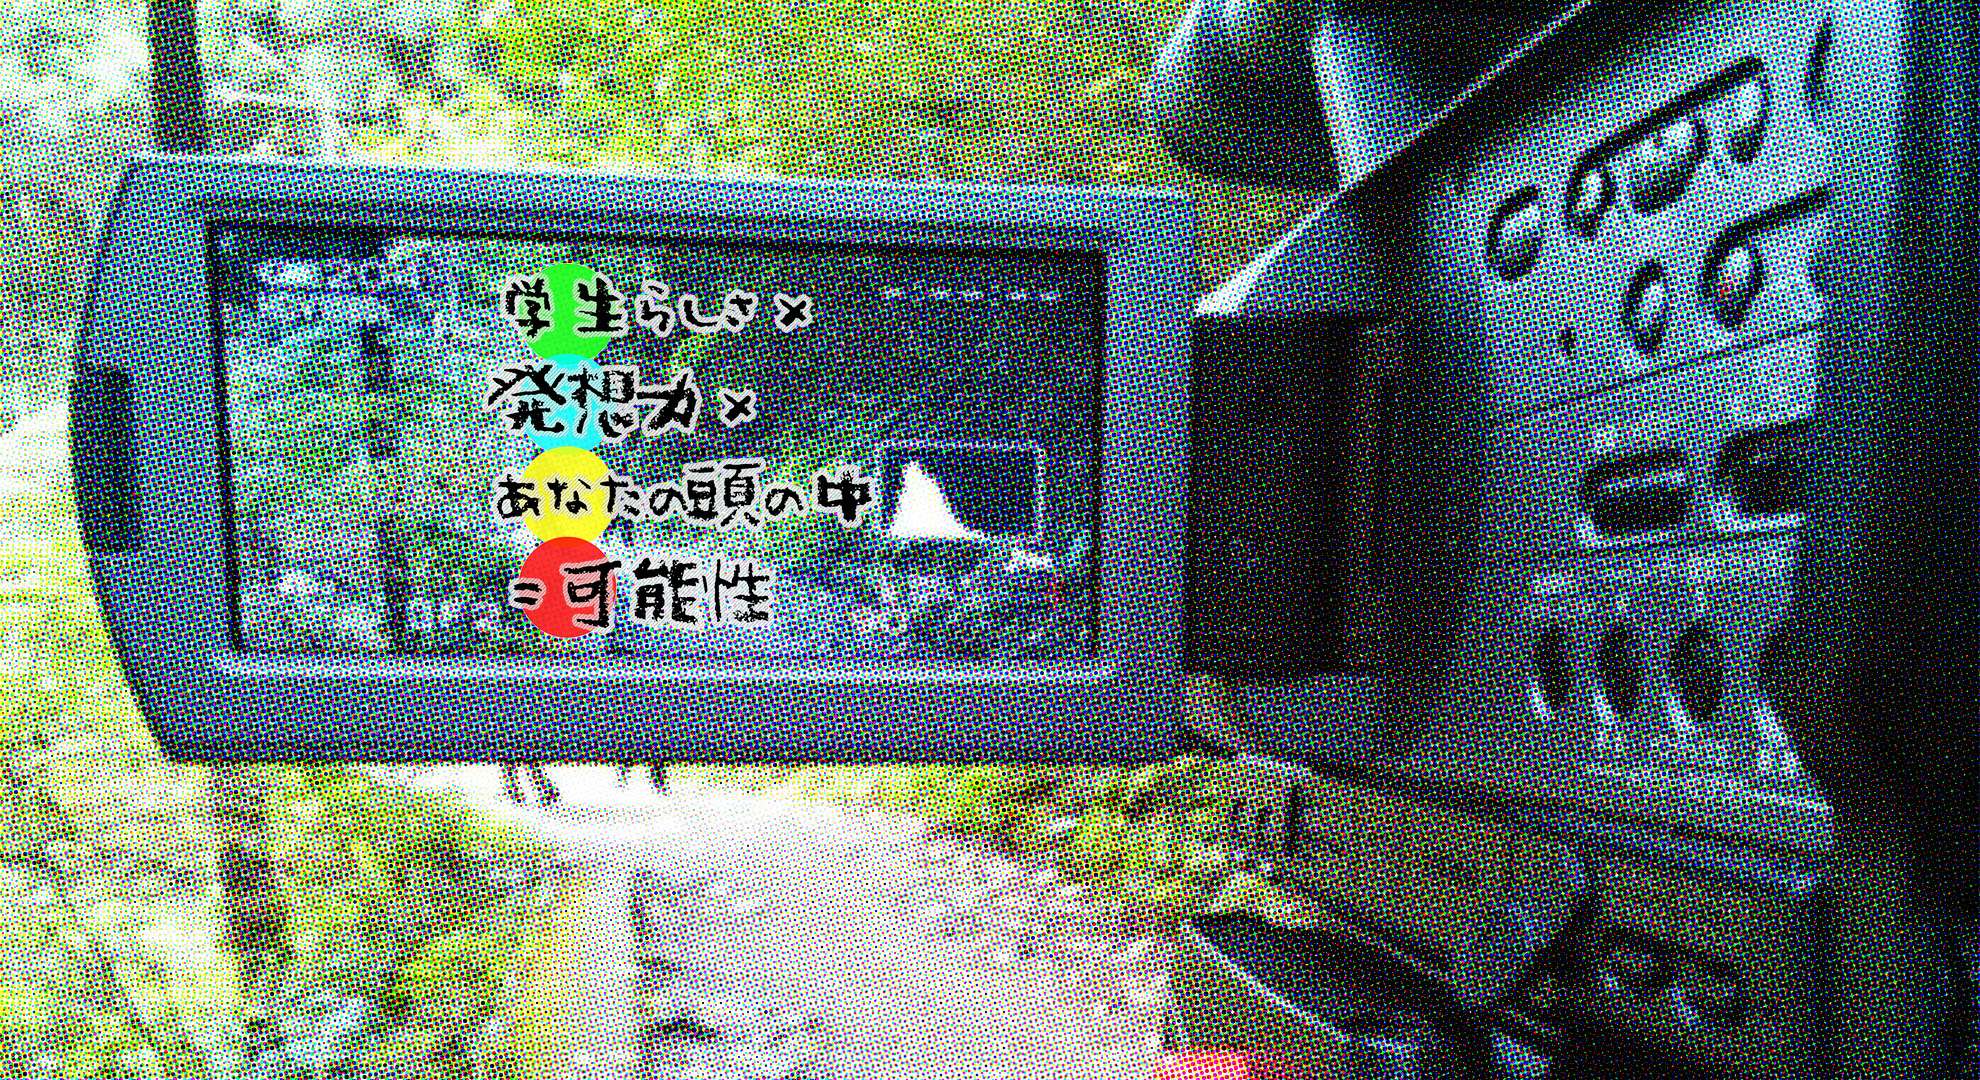 学生らしさ×
発想力×
あなたの頭の中
=可能性